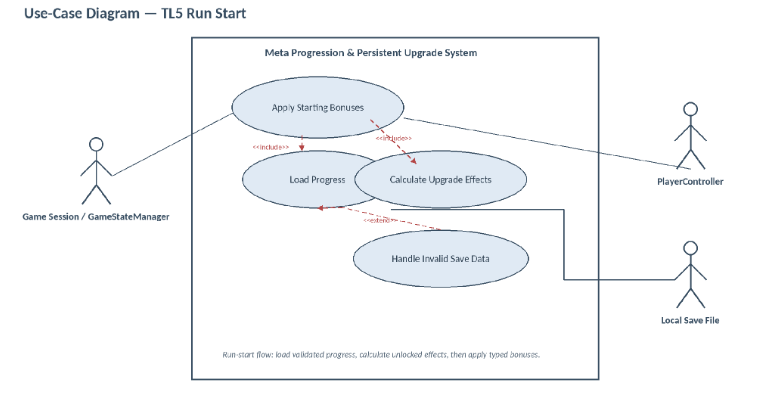 Use-Case Diagram — TL5 Run Start
Meta Progression & Persistent Upgrade System
Apply Starting Bonuses
<<include>>
<<include>>
Load Progress
Calculate Upgrade Effects
PlayerController
Game Session / GameStateManager
<<extend>>
Handle Invalid Save Data
Local Save File
Run-start flow: load validated progress, calculate unlocked effects, then apply typed bonuses.